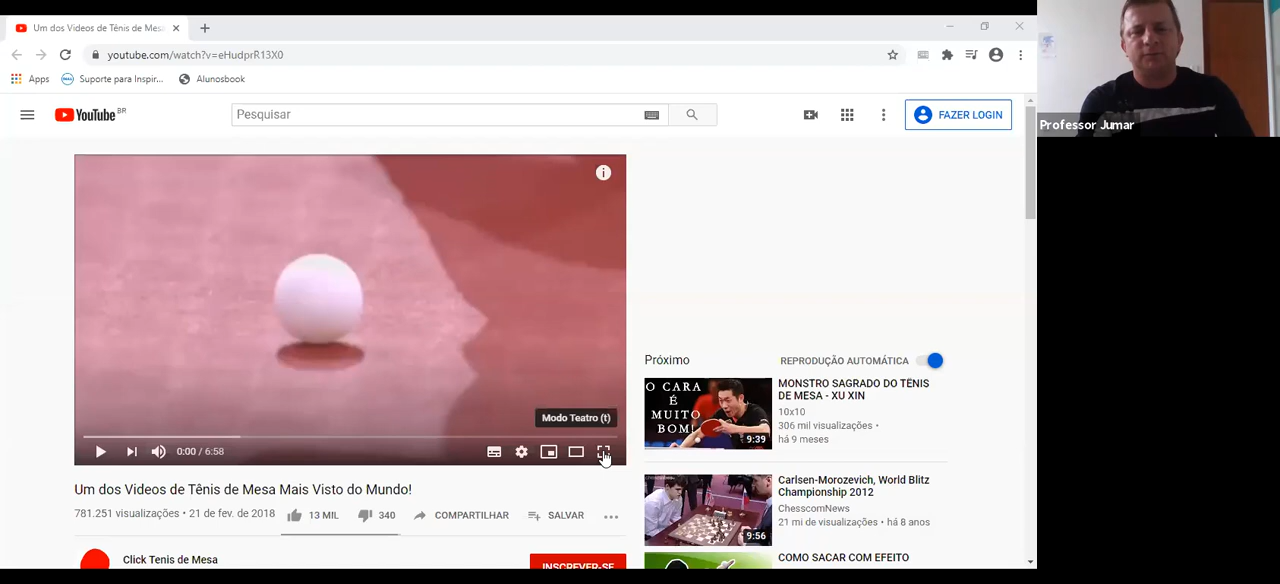 Um dos Videos de Tênis de Mesa
youtube.com/watch?v=eHudprR13X0
Apps
Suporte para Inspir...
Alunosbook
YouTube BR
Pesquisar
FAZER LOGIN
Professor Jumar
i
Modo Teatro (t)
0:00 / 6:58
Um dos Videos de Tênis de Mesa Mais Visto do Mundo!
781.251 visualizações • 21 de fev. de 2018
13 MIL
340
COMPARTILHAR
SALVAR
Click Tenis de Mesa
INSCREVER-SE
Próximo
REPRODUÇÃO AUTOMÁTICA
O CARA
É
MUITO
BOM!
9:39
MONSTRO SAGRADO DO TÊNIS
DE MESA - XU XIN
10x10
306 mil visualizações •
há 9 meses
9:56
Carlsen-Morozevich, World Blitz
Championship 2012
ChesscomNews
21 mi de visualizações • há 8 anos
COMO SACAR COM EFEITO